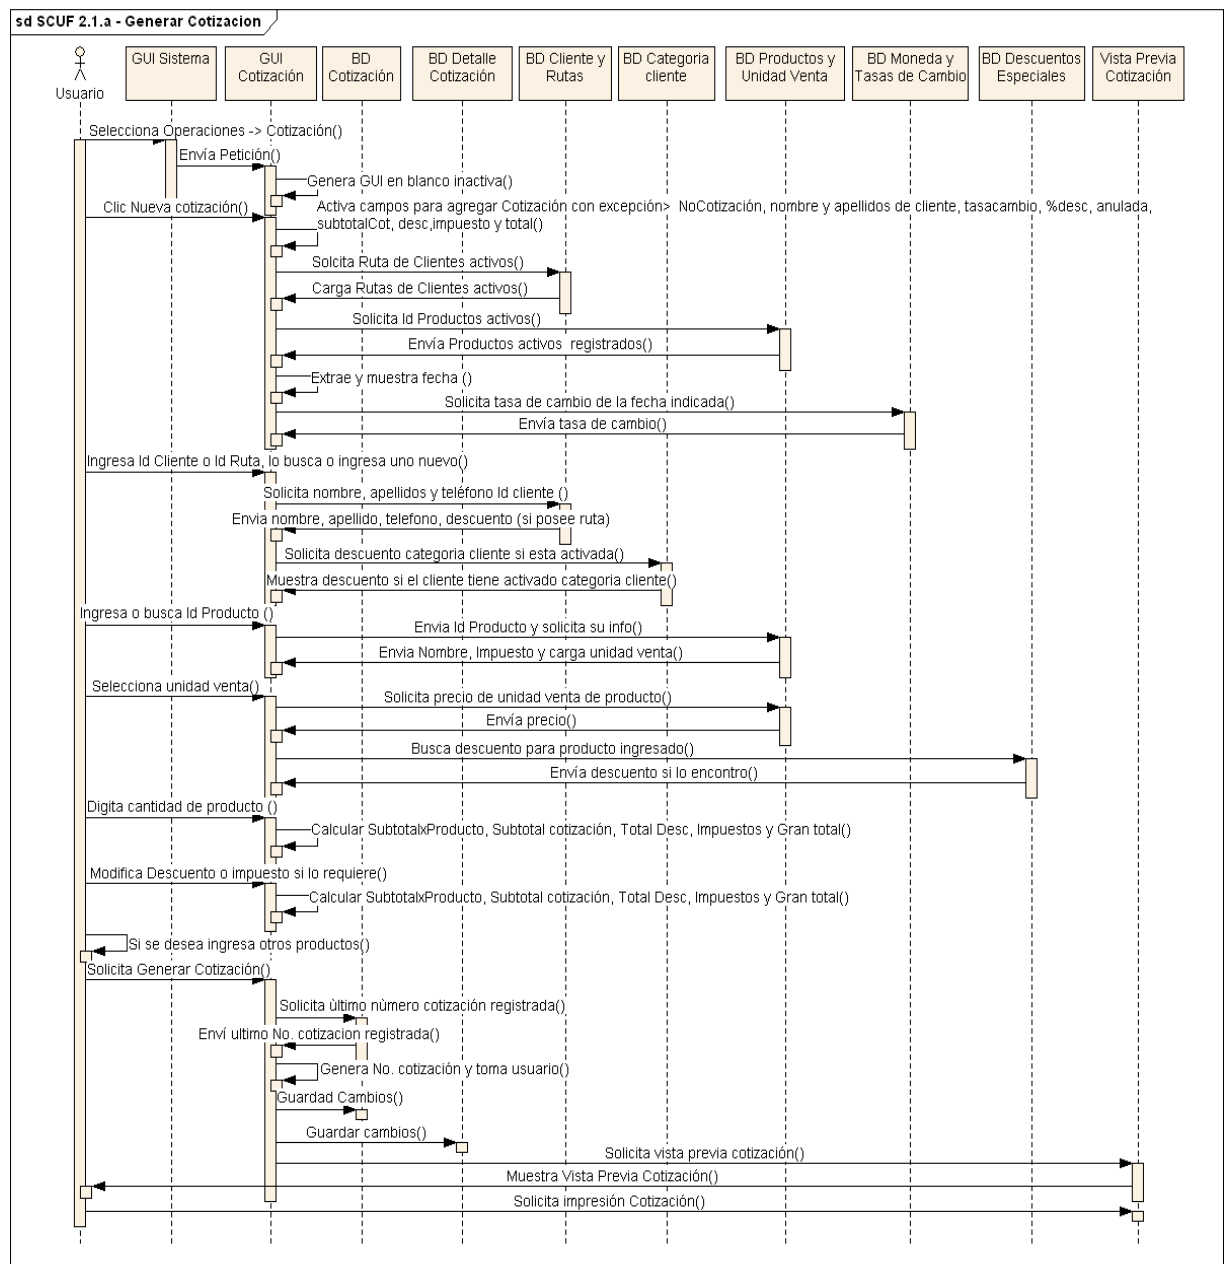 sd SCUF 2.1.a - Generar Cotizacion
Usuario
GUI Sistema
GUI
Cotización
BD
Cotización
BD Detalle
Cotización
BD Cliente y
Rutas
BD Categoria
cliente
BD Productos y
Unidad Venta
BD Moneda y
Tasas de Cambio
BD Descuentos
Especiales
Vista Previa
Cotización
Selecciona Operaciones -> Cotización()
Envía Petición()
Genera GUI en blanco inactiva()
Clic Nueva cotización()
Activa campos para agregar Cotización con excepción> NoCotización, nombre y apellidos de cliente, tasacambio, %desc, anulada,
subtotalCot, desc,impuesto y total()
Solcita Ruta de Clientes activos()
Carga Rutas de Clientes activos()
Solicita Id Productos activos()
Envía Productos activos registrados()
Extrae y muestra fecha ()
Solicita tasa de cambio de la fecha indicada()
Envía tasa de cambio()
Ingresa Id Cliente o Id Ruta, lo busca o ingresa uno nuevo()
Solicita nombre, apellidos y teléfono Id cliente ()
Envia nombre, apellido, telefono, descuento (si posee ruta)
Solicita descuento categoria cliente si esta activada()
Muestra descuento si el cliente tiene activado categoria cliente()
Ingresa o busca Id Producto ()
Envia Id Producto y solicita su info()
Envia Nombre, Impuesto y carga unidad venta()
Selecciona unidad venta()
Solicita precio de unidad venta de producto()
Envía precio()
Busca descuento para producto ingresado()
Envía descuento si lo encontro()
Digita cantidad de producto ()
Calcular SubtotalxProducto, Subtotal cotización, Total Desc, Impuestos y Gran total()
Modifica Descuento o impuesto si lo requiere()
Calcular SubtotalxProducto, Subtotal cotización, Total Desc, Impuestos y Gran total()
Si se desea ingresa otros productos()
Solicita Generar Cotización()
Solicita ùltimo nùmero cotización registrada()
Enví ultimo No. cotizacion registrada()
Genera No. cotización y toma usuario()
Guardad Cambios()
Guardar cambios()
Solicita vista previa cotización()
Muestra Vista Previa Cotización()
Solicita impresión Cotización()